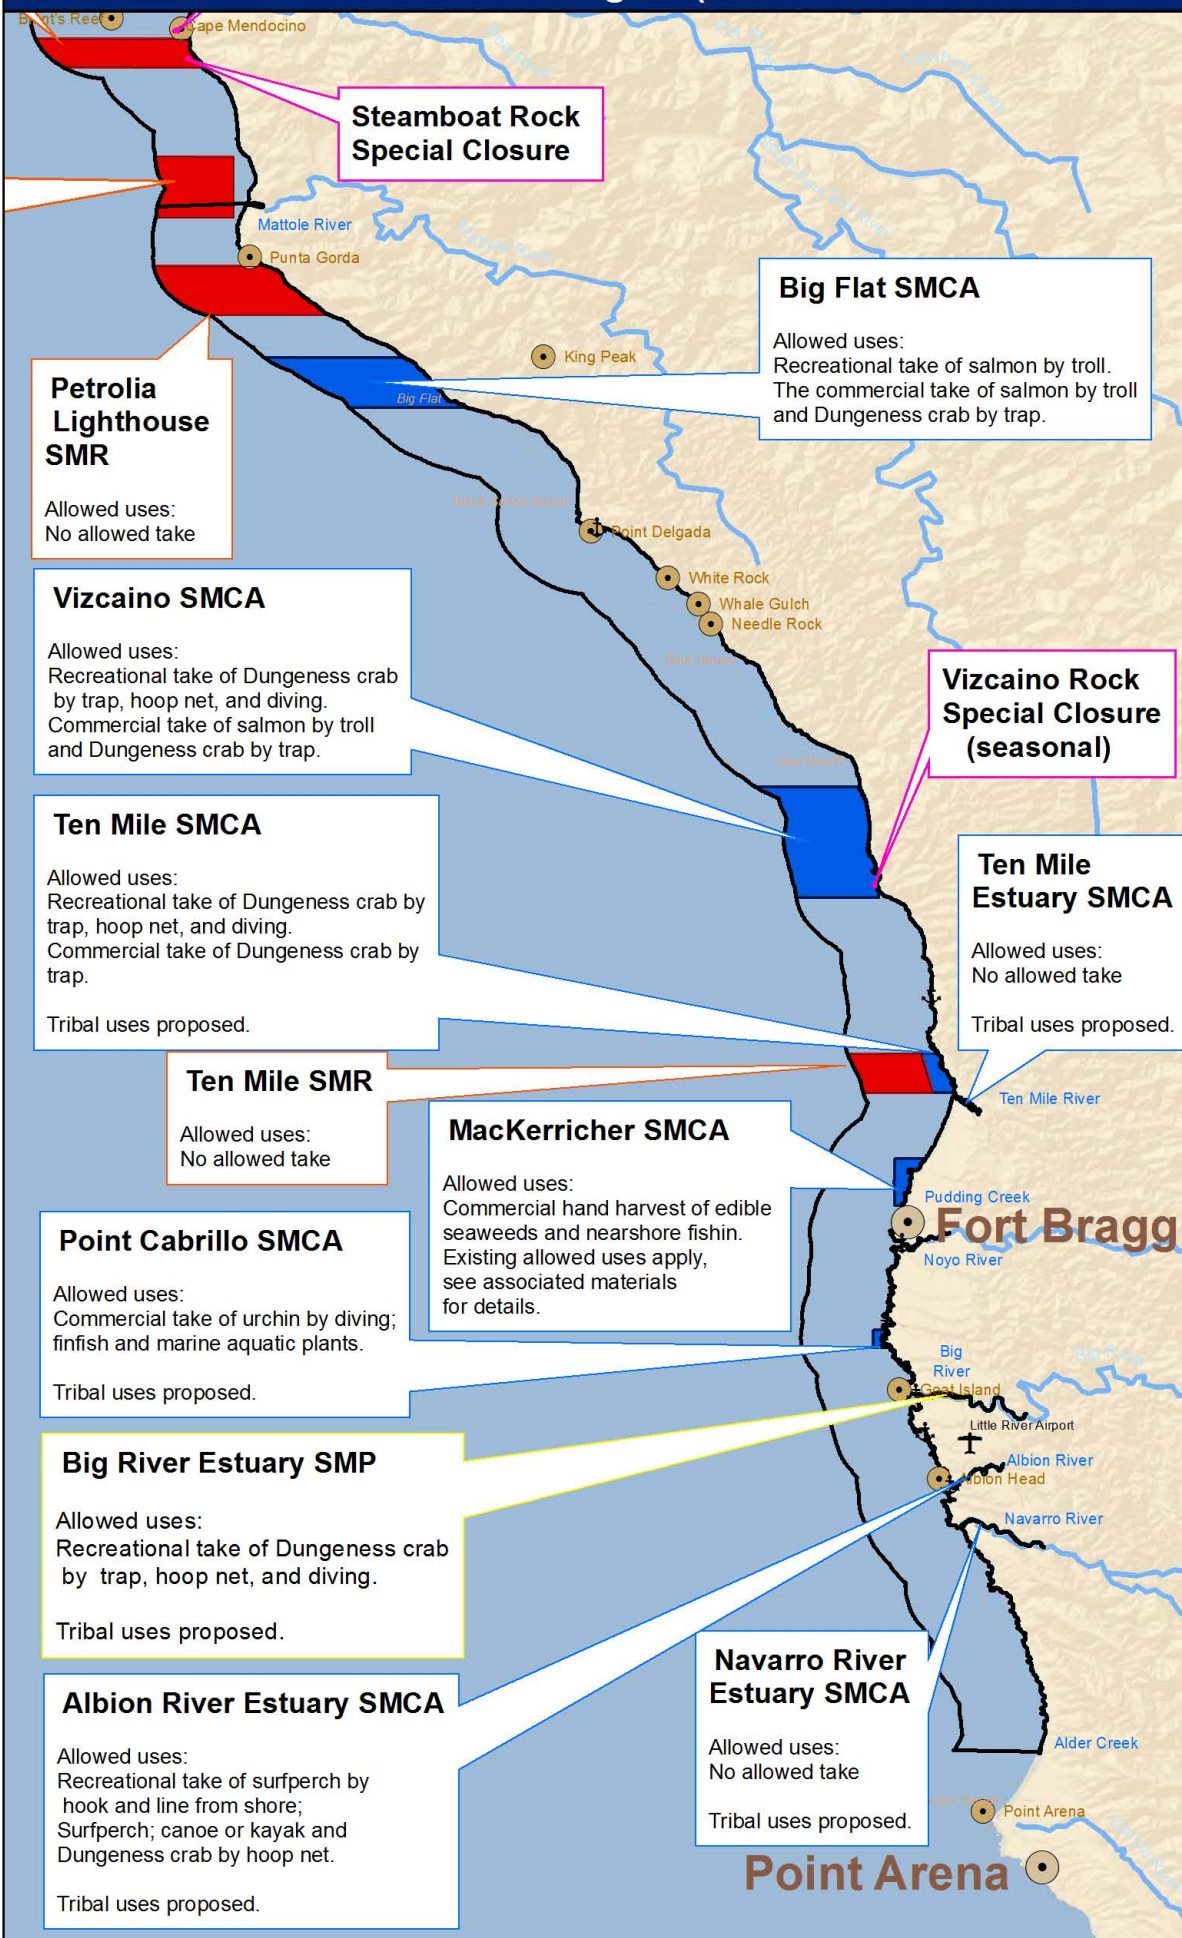 Cape Mendocino
Steamboat Rock
Special Closure
Mattole River
Mattole River
Punta Gorda
Big Flat SMCA
Allowed uses:
Recreational take of salmon by troll.
The commercial take of salmon by troll
and Dungeness crab by trap.
King Peak
Petrolia
Lighthouse
SMR
Allowed uses:
No allowed take
Big Flat
Point Delgada
White Rock
Whale Gulch
Needle Rock
Vizcaino SMCA
Allowed uses:
Recreational take of Dungeness crab
by trap, hoop net, and diving.
Commercial take of salmon by troll
and Dungeness crab by trap.
Vizcaino Rock
Special Closure
(seasonal)
Ten Mile SMCA
Allowed uses:
Recreational take of Dungeness crab by
trap, hoop net, and diving.
Commercial take of Dungeness crab by
trap.
Tribal uses proposed.
Ten Mile
Estuary SMCA
Allowed uses:
No allowed take
Tribal uses proposed.
Ten Mile SMR
Allowed uses:
No allowed take
Ten Mile River
MacKerricher SMCA
Allowed uses:
Commercial hand harvest of edible
seaweeds and nearshore fishin.
Existing allowed uses apply,
see associated materials
for details.
Pudding Creek
Fort Bragg
Noyo River
Point Cabrillo SMCA
Allowed uses:
Commercial take of urchin by diving;
finfish and marine aquatic plants.
Tribal uses proposed.
Big
River
Big River
Goat Island
Little River Airport
Big River Estuary SMP
Allowed uses:
Recreational take of Dungeness crab
by trap, hoop net, and diving.
Tribal uses proposed.
Albion River
Albion Head
Navarro River
Albion River Estuary SMCA
Allowed uses:
Recreational take of surfperch by
hook and line from shore;
Surfperch; canoe or kayak and
Dungeness crab by hoop net.
Tribal uses proposed.
Navarro River
Estuary SMCA
Allowed uses:
No allowed take
Tribal uses proposed.
Alder Creek
Point Arena
Point Arena